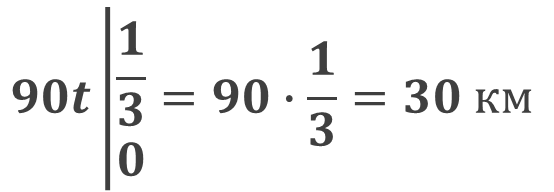 90t |₀^{1/3} = 90 · 1/3 = 30 км